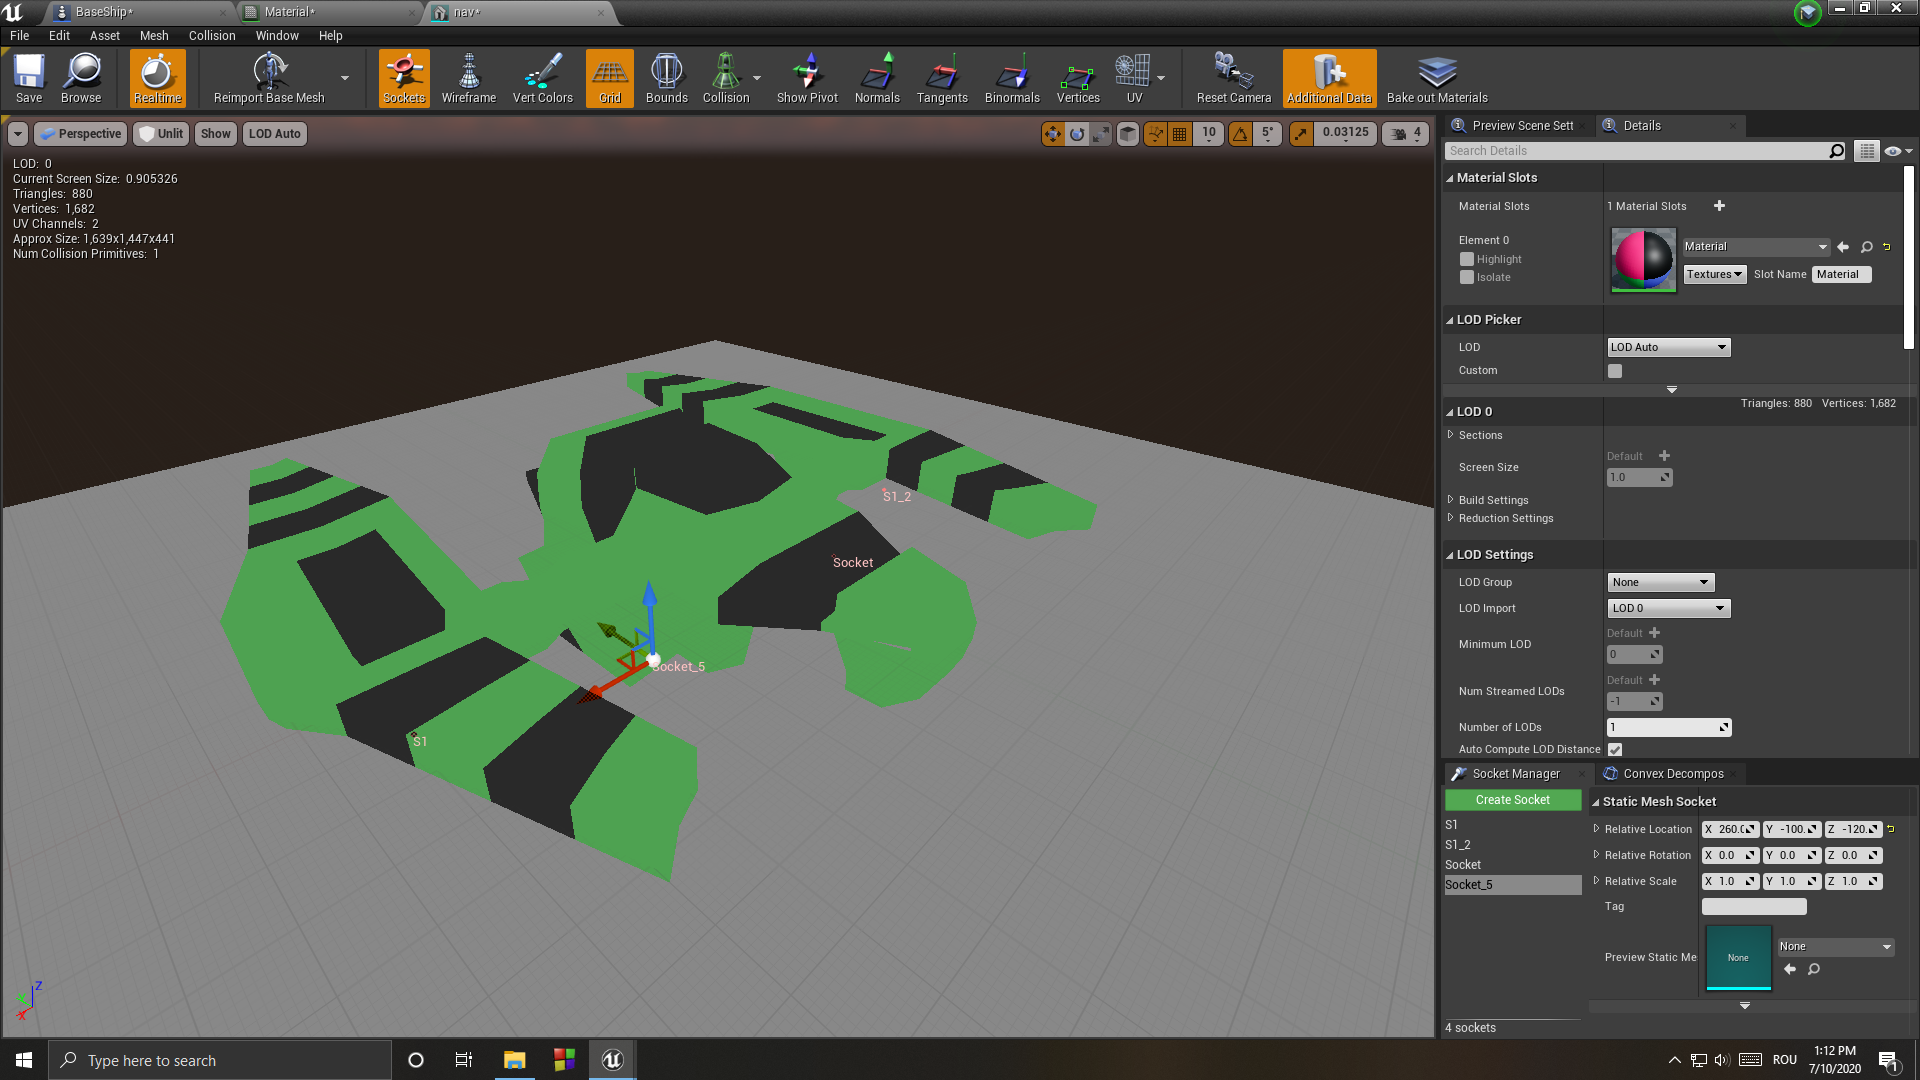 BaseShip*
Material*
nav*
File Edit Asset Mesh Collision Window Help
Save
Browse
Realtime
Reimport Base Mesh
Sockets
Wireframe
Vert Colors
Grid
Bounds
Collision
Show Pivot
Normals
Tangents
Binormals
Vertices
UV
Reset Camera
Additional Data
Bake out Materials
Perspective
Unlit
Show
LOD Auto
10
5°
0.03125
4
LOD: 0
Current Screen Size: 0.905326
Triangles: 880
Vertices: 1,682
UV Channels: 2
Approx Size: 1,639x1,447x441
Num Collision Primitives: 1
S1_2
Socket
Socket_5
S1
Z
X
Preview Scene Sett
Details
Search Details
Material Slots
Material Slots 1 Material Slots
Element 0
Highlight
Isolate
Material
Textures Slot Name Material
LOD Picker
LOD LOD Auto
Custom
LOD 0 Triangles: 880 Vertices: 1,682
Sections
Screen Size Default
1.0
Build Settings
Reduction Settings
LOD Settings
LOD Group None
LOD Import LOD 0
Minimum LOD Default
0
Num Streamed LODs Default
-1
Number of LODs 1
Auto Compute LOD Distance
Socket Manager
Convex Decompos
Create Socket
S1
S1_2
Socket
Socket_5
4 sockets
Static Mesh Socket
Relative Location X 260.0 Y -100. Z -120.
Relative Rotation X 0.0 Y 0.0 Z 0.0
Relative Scale X 1.0 Y 1.0 Z 1.0
Tag
Preview Static Me None None
Type here to search
ROU
1:12 PM
7/10/2020
1